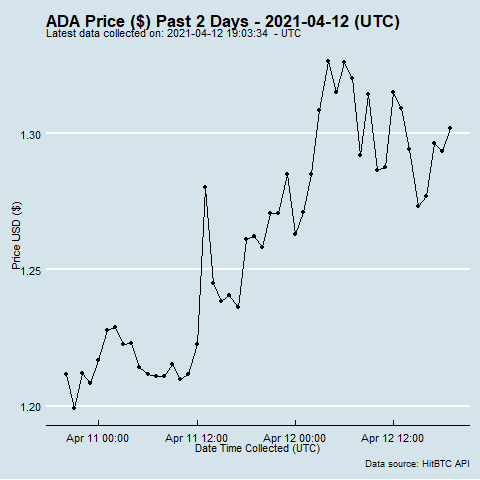 ADA Price ($) Past 2 Days - 2021-04-12 (UTC)
Latest data collected on: 2021-04-12 19:03:34 - UTC
1.30
1.25
1.20
Price USD ($)
Apr 11 00:00
Apr 11 12:00
Apr 12 00:00
Apr 12 12:00
Date Time Collected (UTC)
Data source: HitBTC API